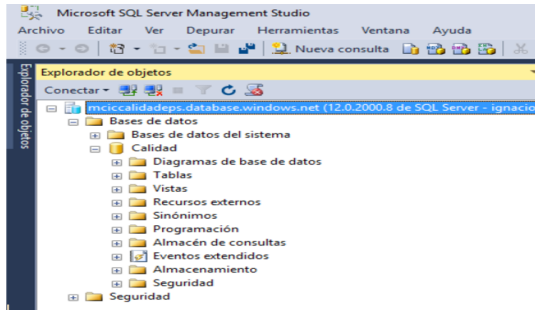 Microsoft SQL Server Management Studio
Archivo Editar Ver Depurar Herramientas Ventana Ayuda
Nueva consulta
Explorador de objetos
Explorador de objetos
Conectar
mciccalidadeps.database.windows.net (12.0.2000.8 de SQL Server - ignacio
Bases de datos
Bases de datos del sistema
Calidad
Diagramas de base de datos
Tablas
Vistas
Recursos externos
Sinónimos
Programación
Almacén de consultas
Eventos extendidos
Almacenamiento
Seguridad
Seguridad